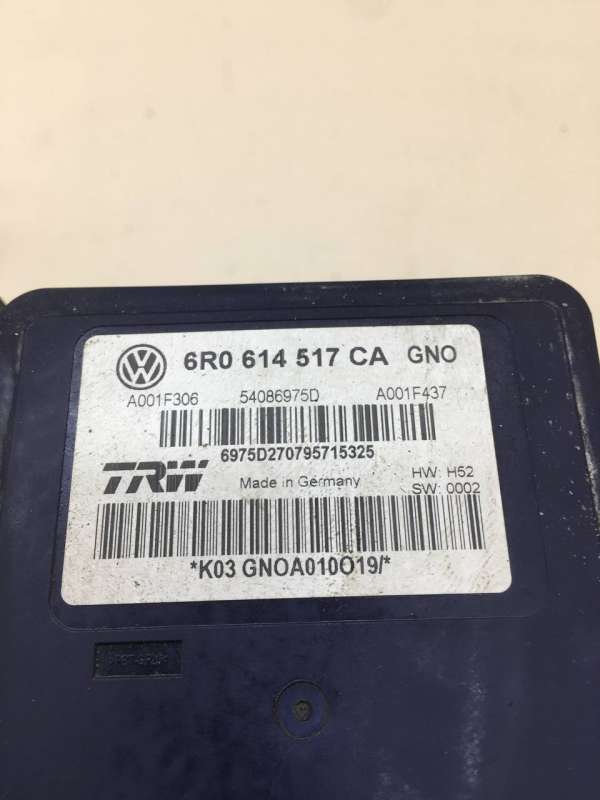 6R0 614 517 CA GNO
A001F306 54086975D A001F437
6975D270795715325
TRW Made in Germany HW: H52
SW: 0002
*K03 GNOA010O19/*